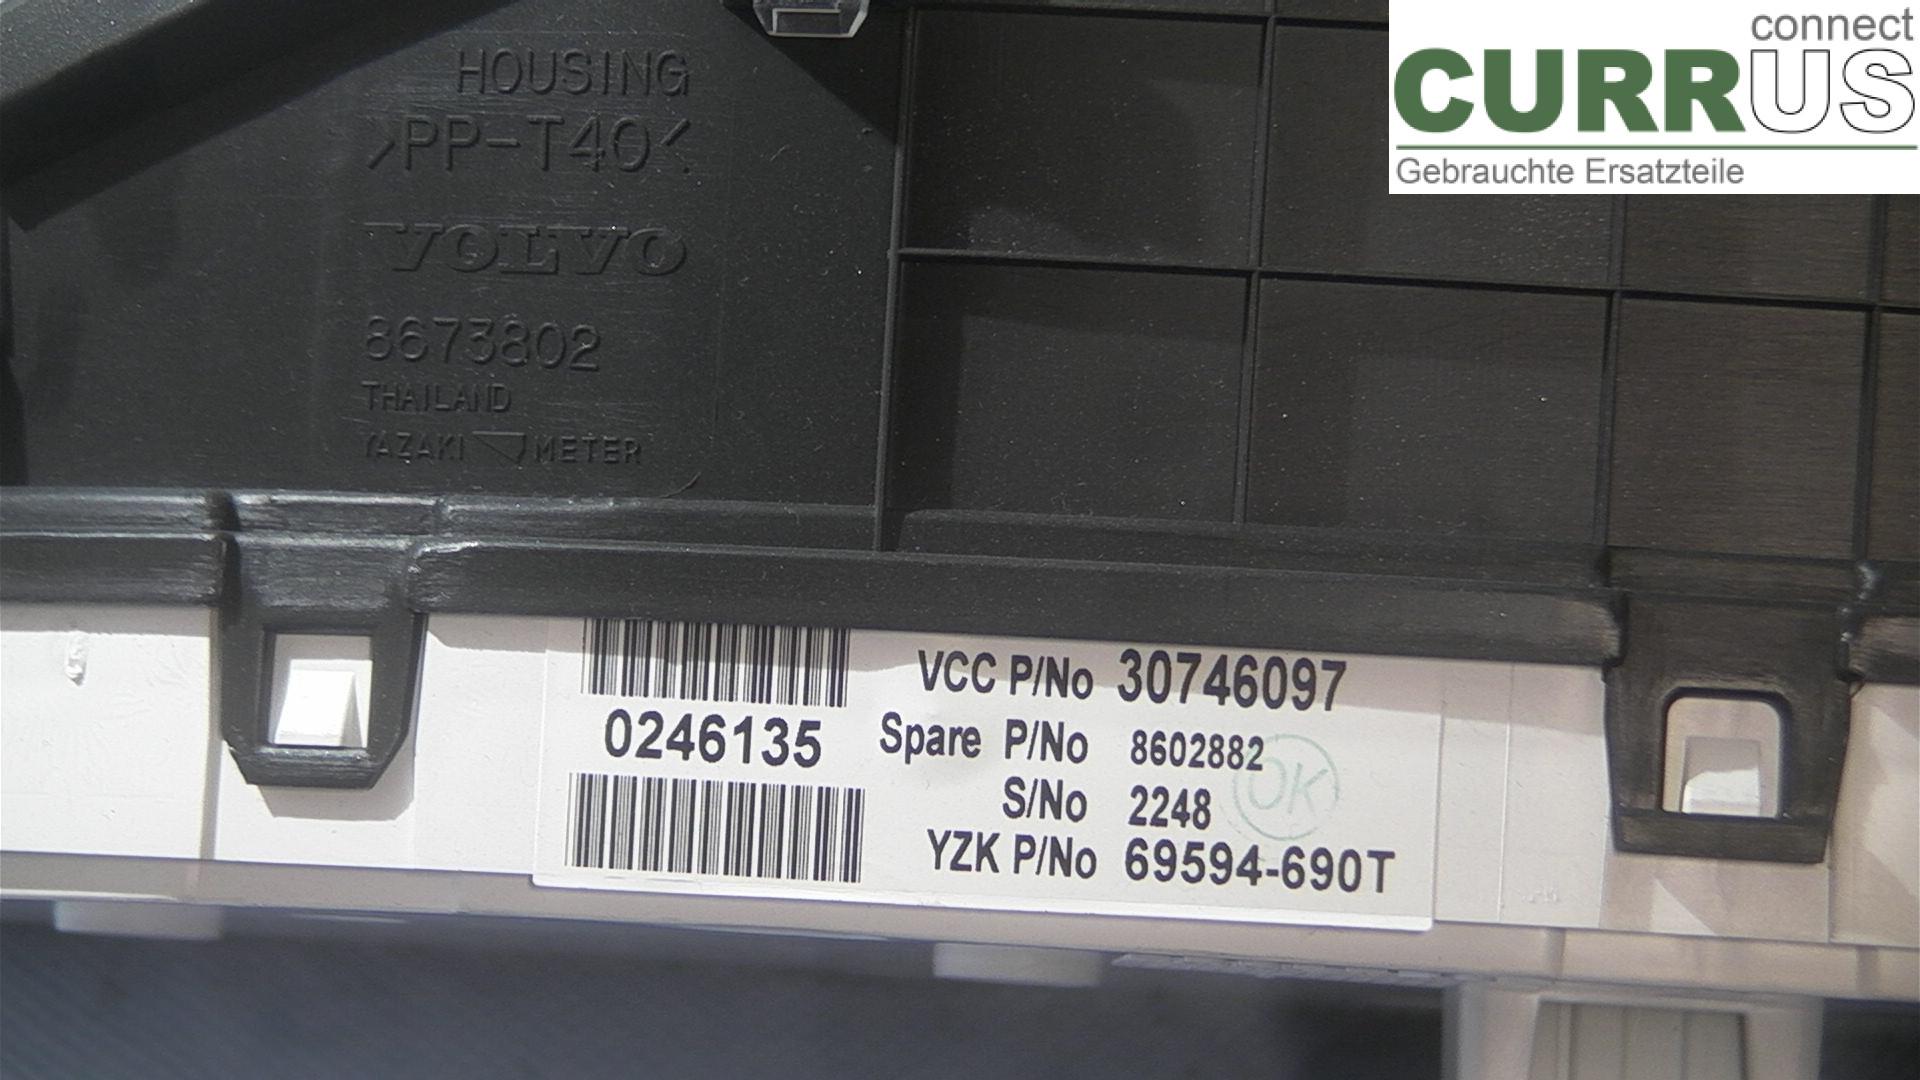 HOUSING
>PP-T40<
VOLVO
8673802
THAILAND
YAZAKI METER
connect
CURRUS
Gebrauchte Ersatzteile
0246135
VCC P/No 30746097
Spare P/No 8602882
S/No 2248
YZK P/No 69594-690T
OK